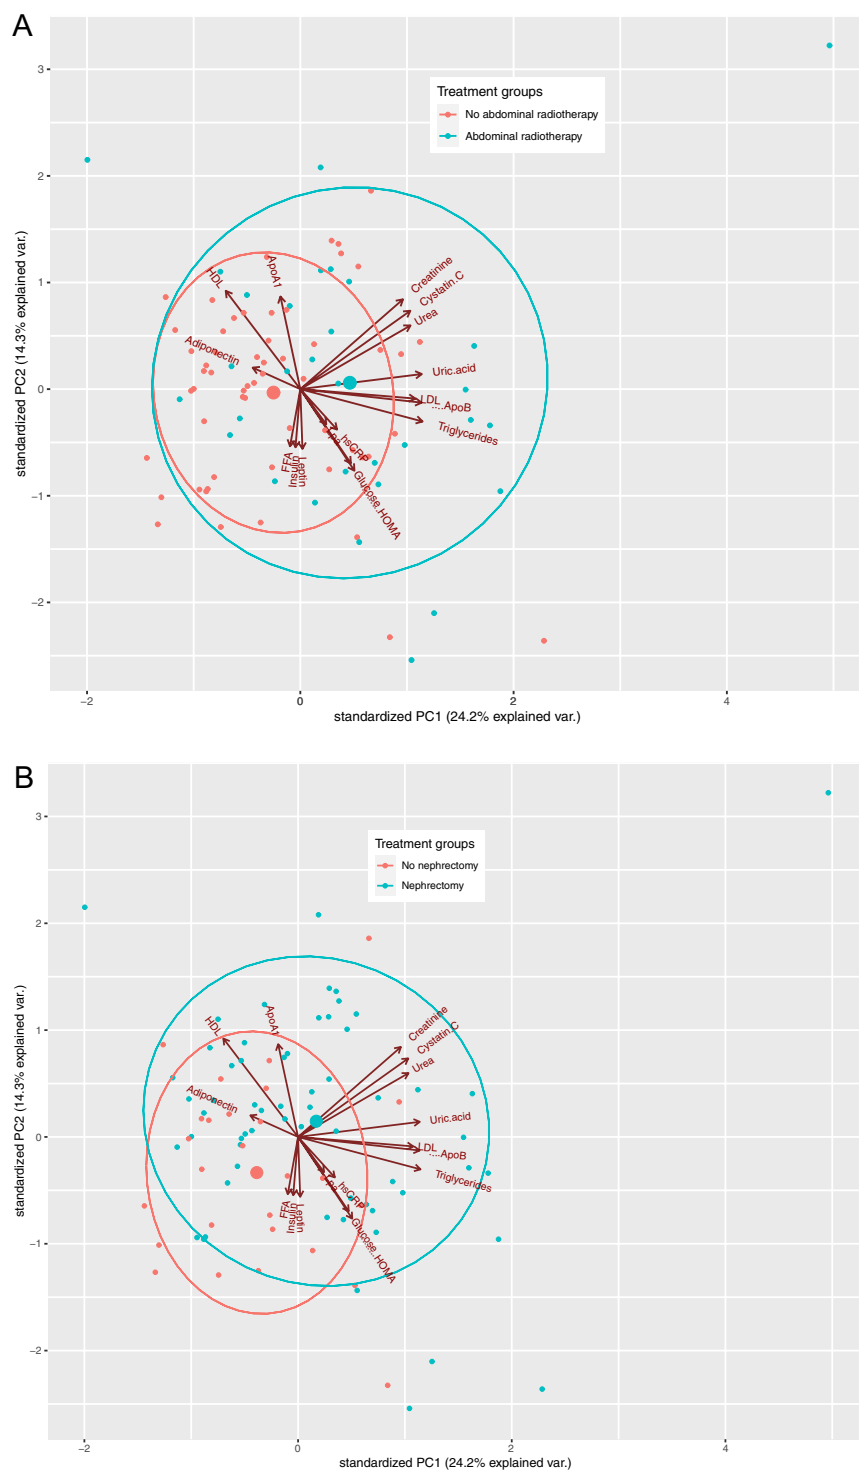 A
Treatment groups
No abdominal radiotherapy
Abdominal radiotherapy
3
2
1
0
−1
−2
standardized PC2 (14.3% explained var.)
HDL
ApoA1
Adiponectin
Creatinine
Cystatin.C
Urea
Uric.acid
LDL
ApoB
Triglycerides
hsCRP
FFA
Insulin
Leptin
Glucose
HOMA
−2
0
2
4
standardized PC1 (24.2% explained var.)
B
Treatment groups
No nephrectomy
Nephrectomy
3
2
1
0
−1
−2
standardized PC2 (14.3% explained var.)
HDL
ApoA1
Adiponectin
Creatinine
Cystatin.C
Urea
Uric.acid
LDL
ApoB
Triglycerides
hsCRP
FFA
Insulin
Leptin
Glucose
HOMA
−2
0
2
4
standardized PC1 (24.2% explained var.)